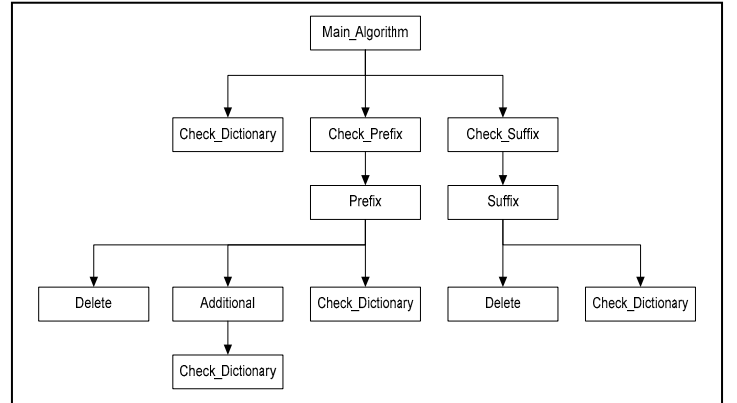 Main_Algorithm
Check_Dictionary Check_Prefix Check_Suffix
Prefix Suffix
Delete Additional Check_Dictionary Delete Check_Dictionary
Check_Dictionary